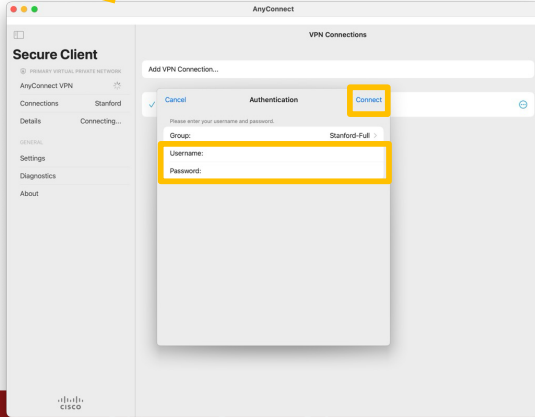 AnyConnect
VPN Connections
Secure Client
PRIMARY VIRTUAL PRIVATE NETWORK
AnyConnect VPN
Connections Stanford
Details Connecting...
GENERAL
Settings
Diagnostics
About
Add VPN Connection...
Cancel Authentication Connect
Please enter your username and password.
Group: Stanford-Full
Username:
Password:
CISCO